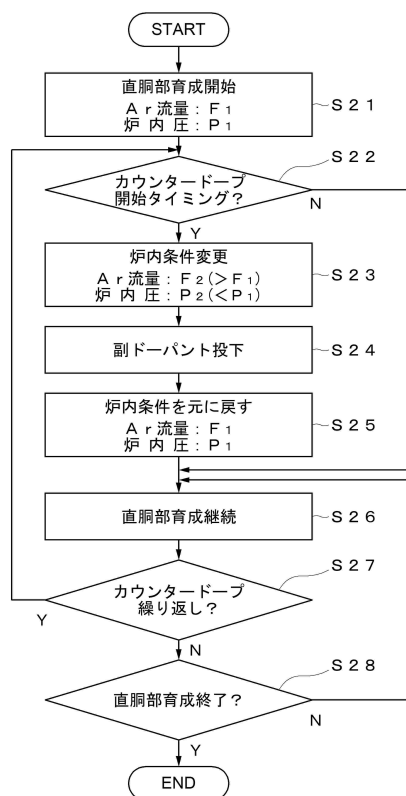 START
直胴部育成開始
Ar流量：F1
炉内圧：P1
S21
カウンタードープ
開始タイミング？
S22
N
Y
炉内条件変更
Ar流量：F2(>F1)
炉内圧：P2(<P1)
S23
副ドーパント投下
S24
炉内条件を元に戻す
Ar流量：F1
炉内圧：P1
S25
直胴部育成継続
S26
カウンタードープ
繰り返し？
S27
Y
N
直胴部育成終了？
S28
N
Y
END